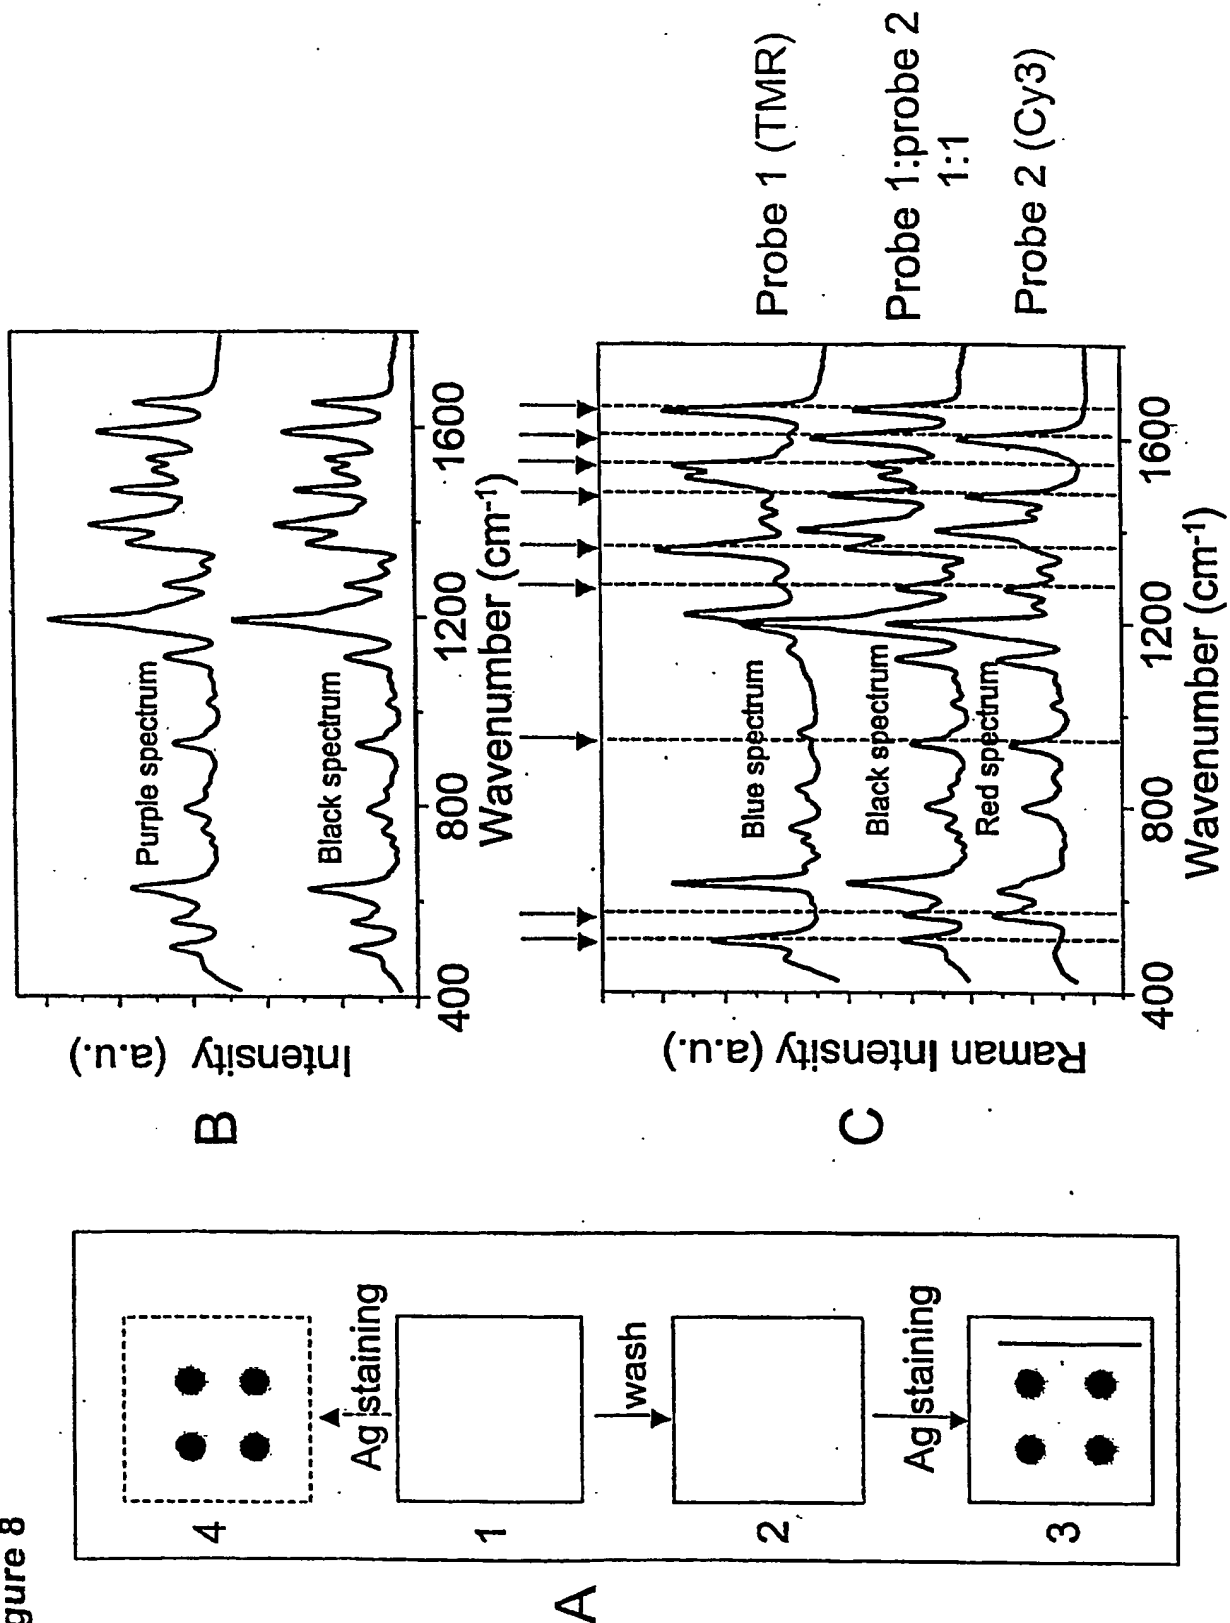 gure 8
A
4
Ag staining
1
wash
2
Ag staining
3
B
Intensity (a.u.)
Purple spectrum
Black spectrum
400 800 1200 1600
Wavenumber (cm-1)
C
Raman Intensity (a.u.)
Blue spectrum
Black spectrum
Red spectrum
Probe 1 (TMR)
Probe 1:probe 2
1:1
Probe 2 (Cy3)
400 800 1200 1600
Wavenumber (cm-1)